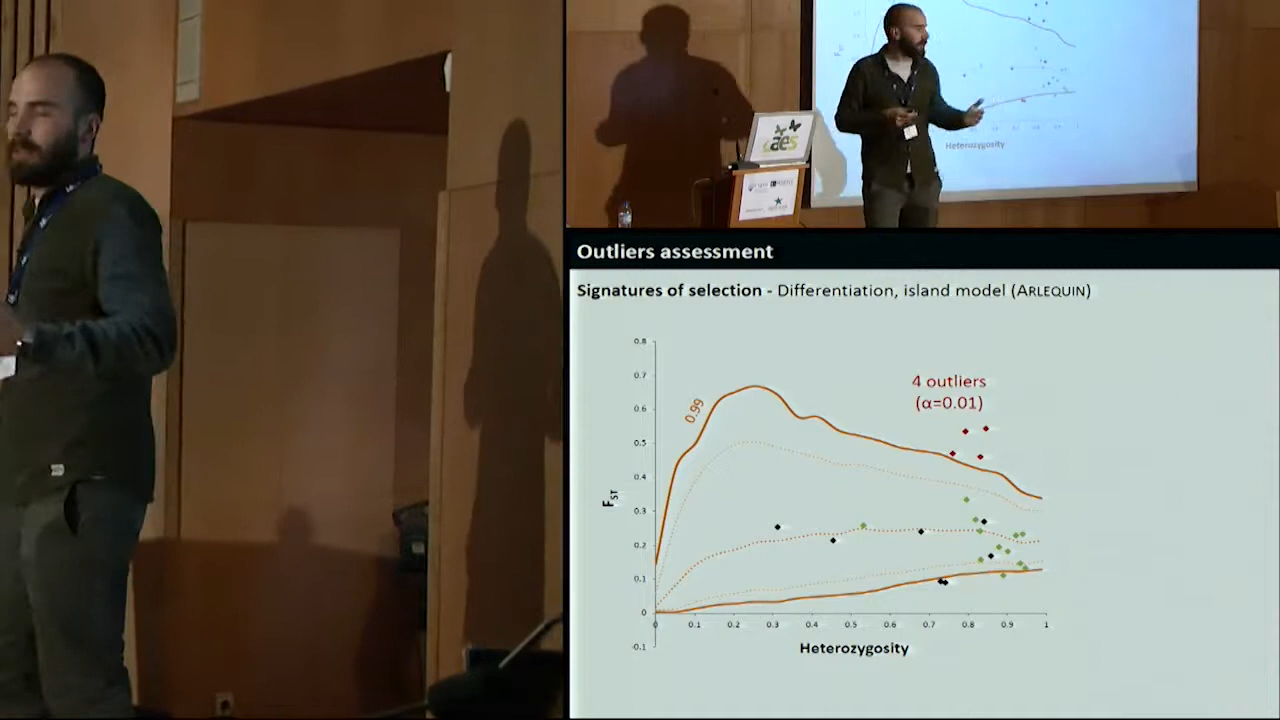 Heterozygosity
aes
Outliers assessment
Signatures of selection - Differentiation, island model (ARLEQUIN)
0.8
0.7
0.6
0.5
0.4
0.3
0.2
0.1
0
-0.1
F_ST
0.99
4 outliers
(α=0.01)
0 0.1 0.2 0.3 0.4 0.5 0.6 0.7 0.8 0.9 1
Heterozygosity